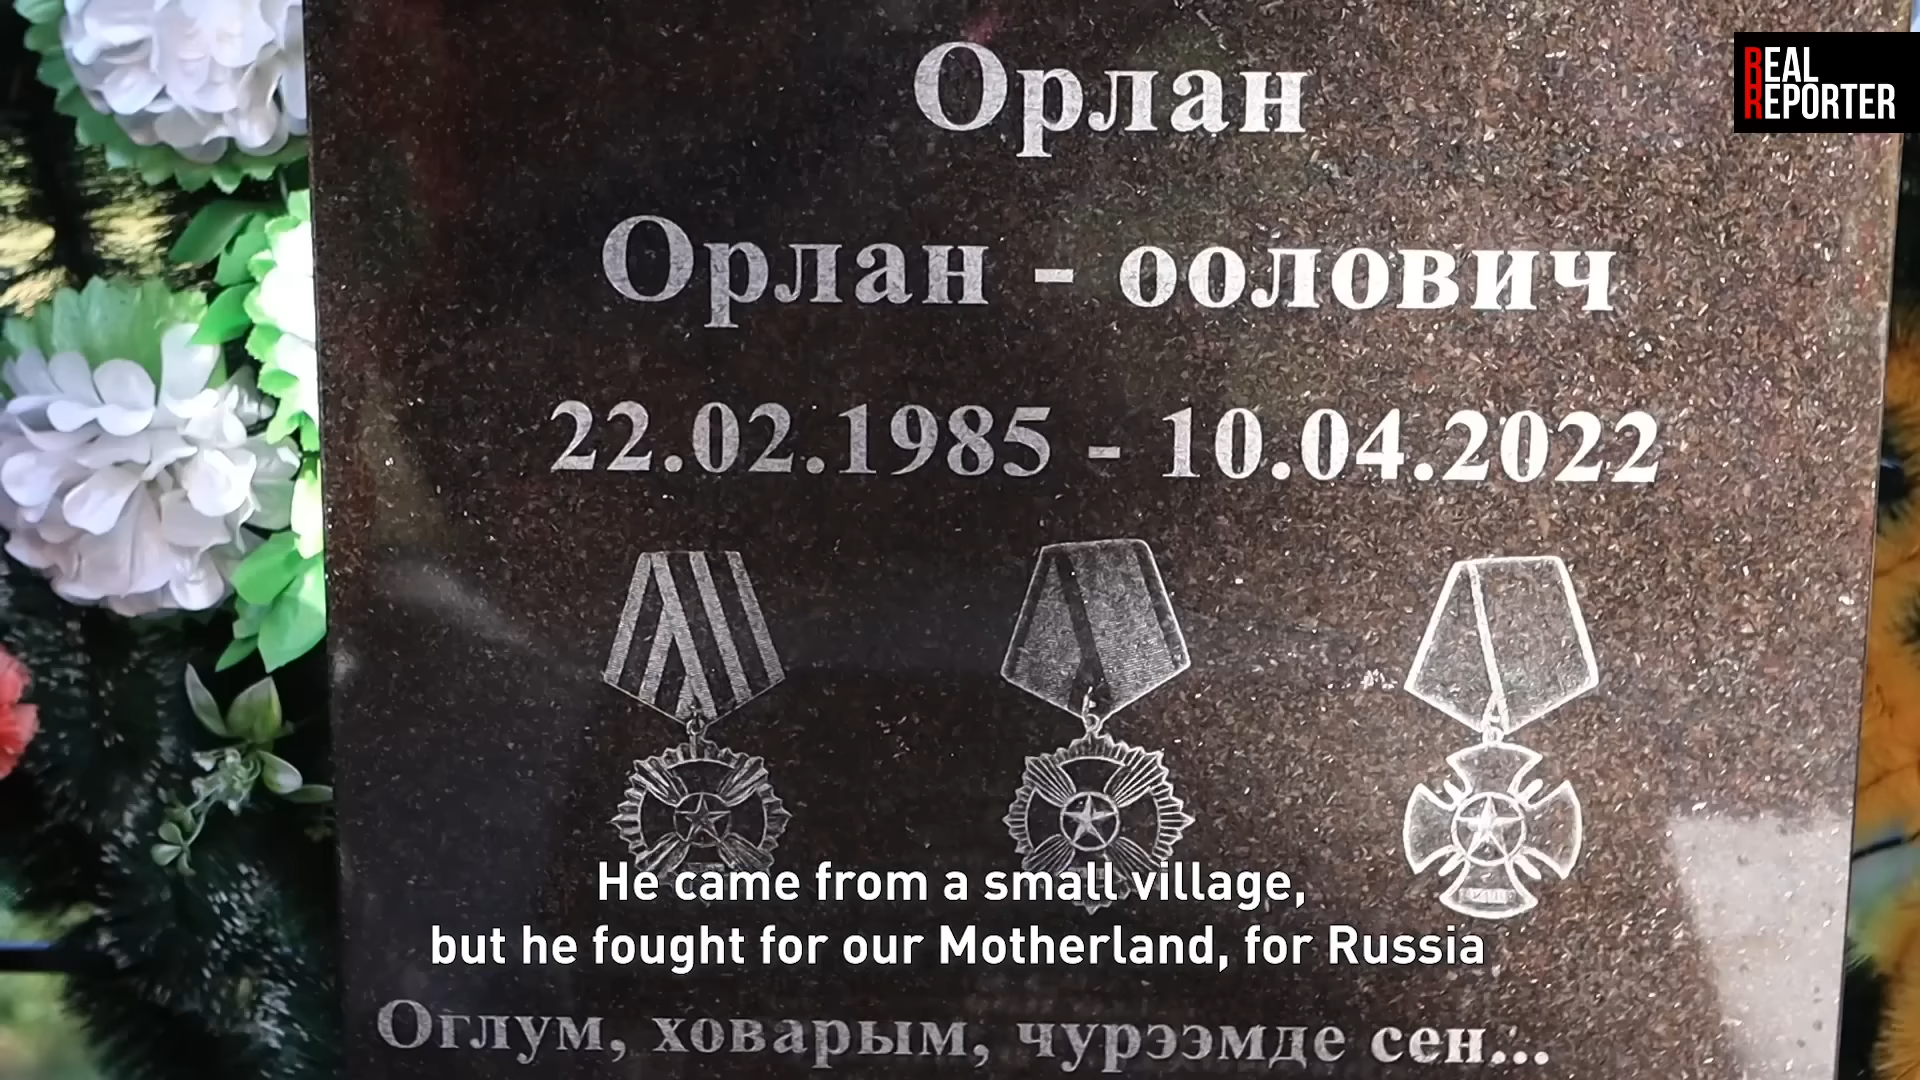 REAL
REPORTER
Орлан
Орлан - оолович
22.02.1985 - 10.04.2022
He came from a small village,
but he fought for our Motherland, for Russia
Оглум, ховарым, чурээмде сен...